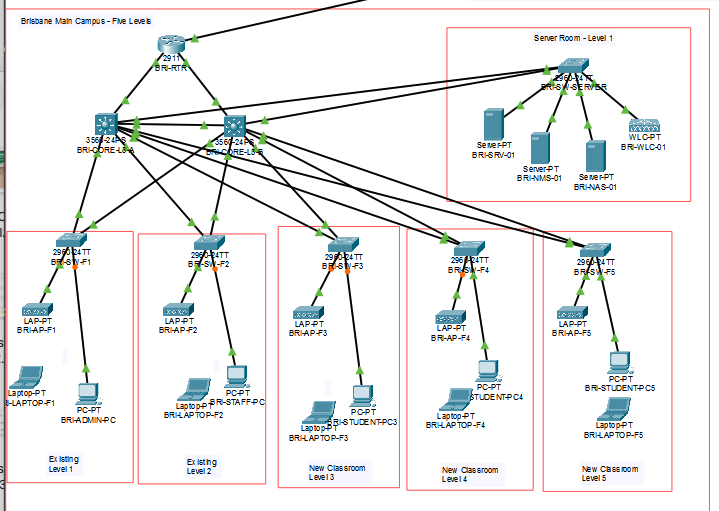 Brisbane Main Campus - Five Levels
2911
BRI-RTR
Server Room - Level 1
2960-24TT
BRI-SW-SERVER
Server-PT
BRI-SRV-01
Server-PT
BRI-NMS-01
Server-PT
BRI-NAS-01
WLC-PT
BRI-WLC-01
3560-24PS
BRI-CORE-L3-A
3560-24PS
BRI-CORE-L3-B
2960-24TT
BRI-SW-F1
2960-24TT
BRI-SW-F2
2960-24TT
BRI-SW-F3
2960-24TT
BRI-SW-F4
2960-24TT
BRI-SW-F5
LAP-PT
BRI-AP-F1
LAP-PT
BRI-AP-F2
LAP-PT
BRI-AP-F3
LAP-PT
BRI-AP-F4
LAP-PT
BRI-AP-F5
Laptop-PT
RI-LAPTOP-F1
PC-PT
BRI-ADMIN-PC
Laptop-PT
BRI-LAPTOP-F2
PC-PT
BRI-STAFF-PC
Laptop-PT
BRI-LAPTOP-F3
PC-PT
BRI-STUDENT-PC3
PC-PT
STUDENT-PC4
Laptop-PT
BRI-LAPTOP-F4
PC-PT
BRI-STUDENT-PC5
Laptop-PT
BRI-LAPTOP-F5
Existing
Level 1
Existing
Level 2
New Classroom
Level 3
New Classroom
Level 4
New Classroom
Level 5